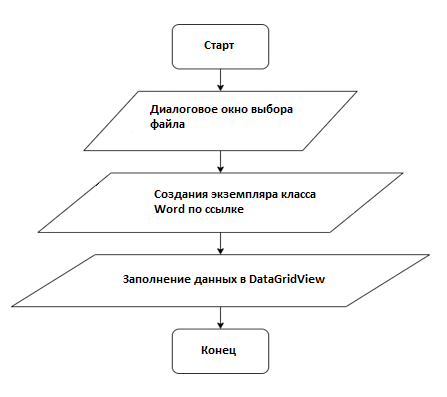 Старт
Диалоговое окно выбора
файла
Создания экземпляра класса
Word по ссылке
Заполнение данных в DataGridView
Конец